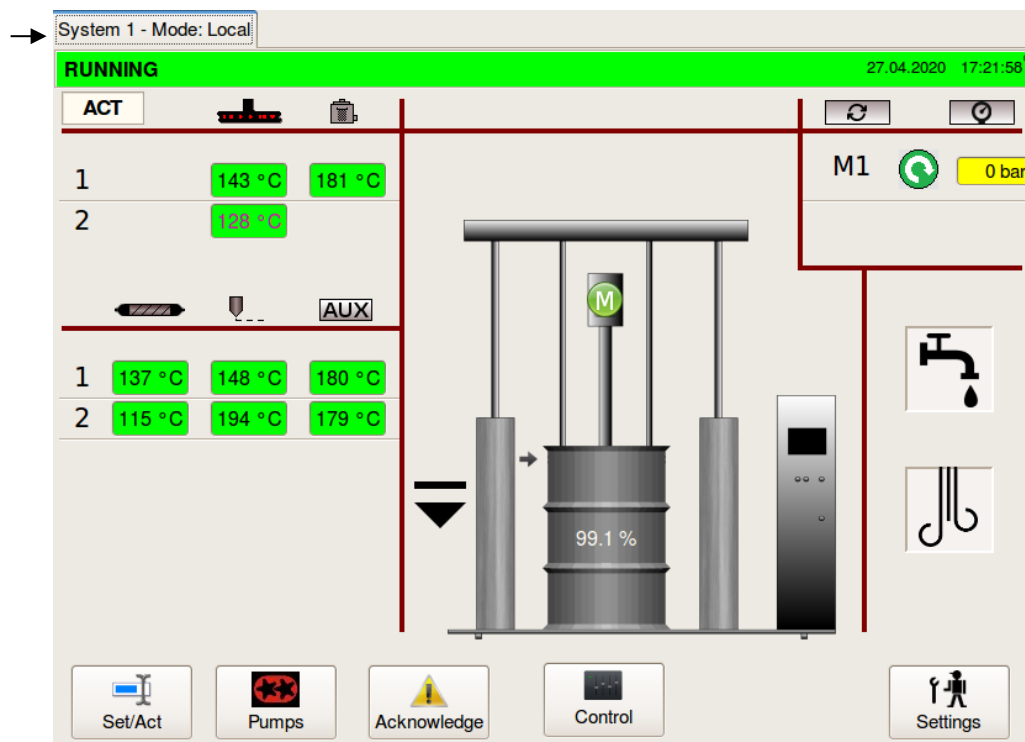 System 1 - Mode: Local
RUNNING 27.04.2020 17:21:58
ACT
1 143 °C 181 °C M1 0 bar
2 128 °C
M
AUX
1 137 °C 148 °C 180 °C
2 115 °C 194 °C 179 °C
99.1 %
Set/Act Pumps Acknowledge Control Settings